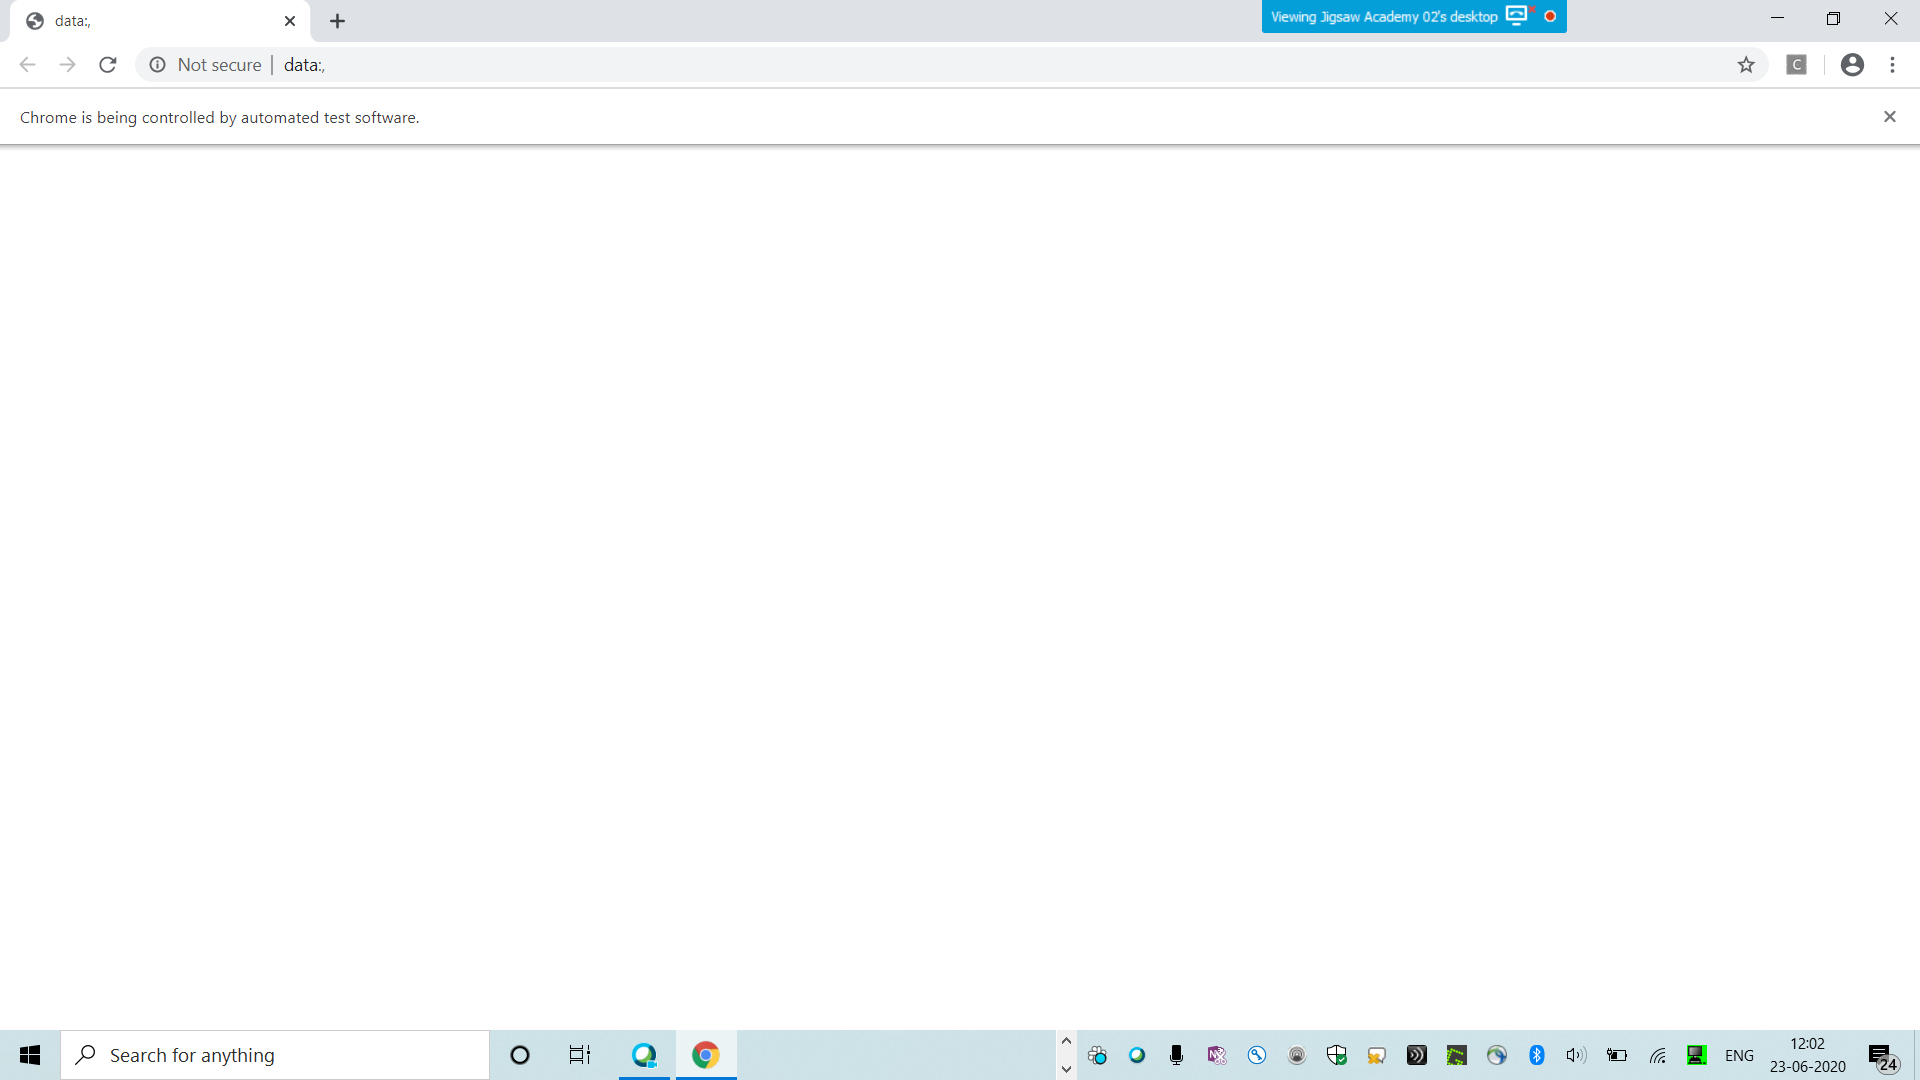 data:,
Viewing Jigsaw Academy 02's desktop
Not secure
data:,
C
Chrome is being controlled by automated test software.
Search for anything
ENG
12:02
23-06-2020
24